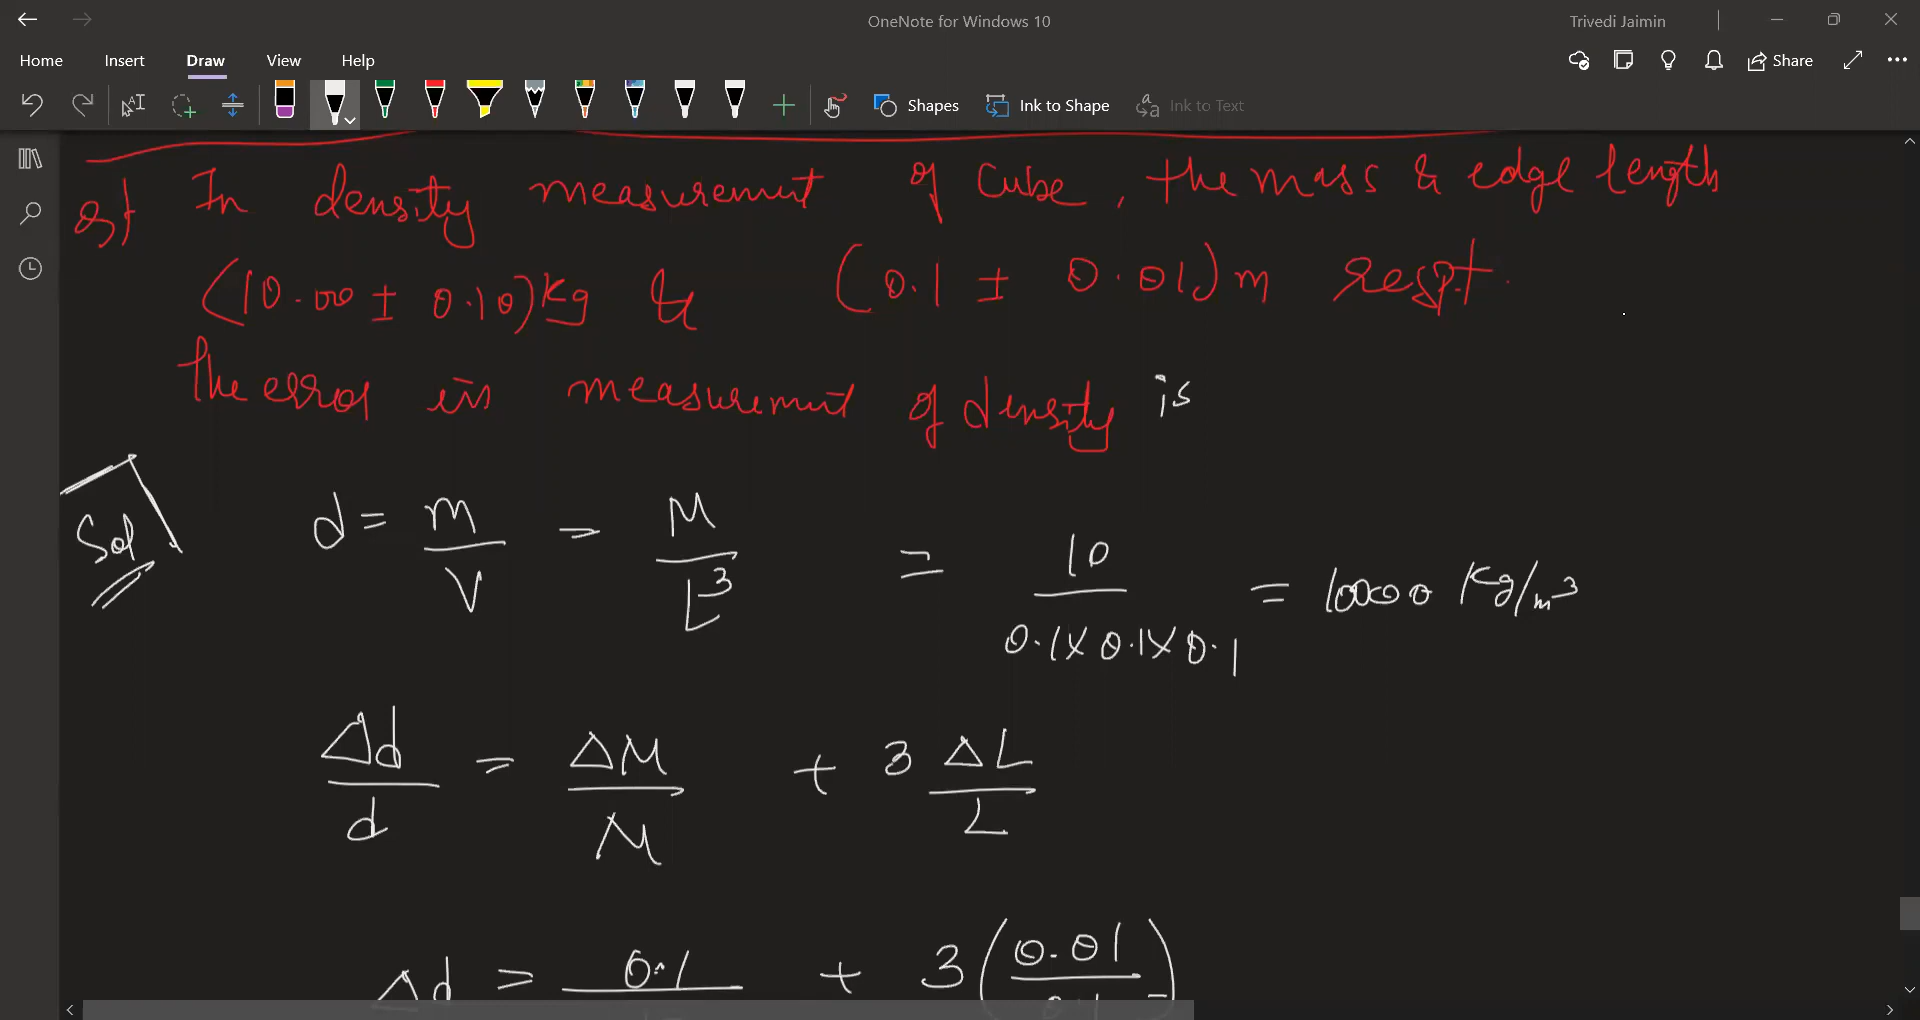 OneNote for Windows 10
Trivedi Jaimin
Home Insert Draw View Help
Share
Shapes Ink to Shape Ink to Text
Q) In density measurement of cube, the mass & edge length
(10.00 ± 0.10) kg & (0.1 ± 0.01) m respt.
the error in measurement of density is
Sol d = m/V = M/L³ = 10/(0.1 x 0.1 x 0.1) = 10000 kg/m³
Δd/d = ΔM/M + 3 ΔL/L
Δd = 0.1 + 3 (0.01